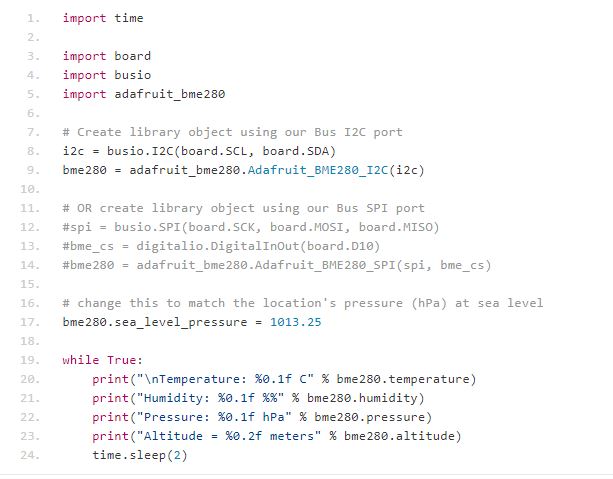 1. import time
2.
3. import board
4. import busio
5. import adafruit_bme280
6.
7. # Create library object using our Bus I2C port
8. i2c = busio.I2C(board.SCL, board.SDA)
9. bme280 = adafruit_bme280.Adafruit_BME280_I2C(i2c)
10.
11. # OR create library object using our Bus SPI port
12. #spi = busio.SPI(board.SCK, board.MOSI, board.MISO)
13. #bme_cs = digitalio.DigitalInOut(board.D10)
14. #bme280 = adafruit_bme280.Adafruit_BME280_SPI(spi, bme_cs)
15.
16. # change this to match the location's pressure (hPa) at sea level
17. bme280.sea_level_pressure = 1013.25
18.
19. while True:
20.     print("\nTemperature: %0.1f C" % bme280.temperature)
21.     print("Humidity: %0.1f %%" % bme280.humidity)
22.     print("Pressure: %0.1f hPa" % bme280.pressure)
23.     print("Altitude = %0.2f meters" % bme280.altitude)
24.     time.sleep(2)